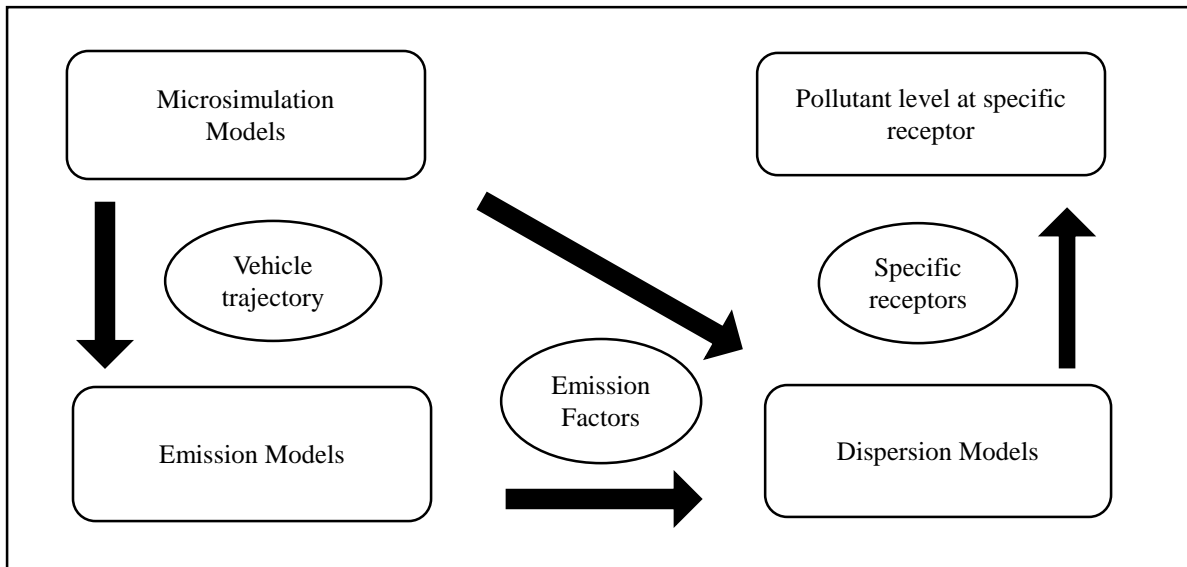 Microsimulation
Models
Pollutant level at specific
receptor
Vehicle
trajectory
Specific
receptors
Emission
Factors
Emission Models
Dispersion Models